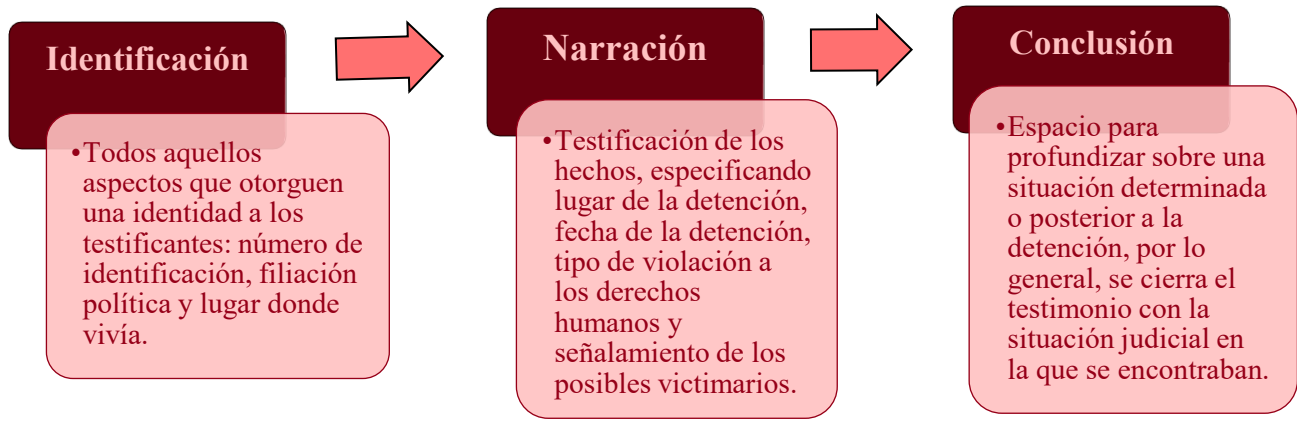 Identificación
•Todos aquellos
aspectos que otorguen
una identidad a los
testificantes: número de
identificación, filiación
política y lugar donde
vivía.
Narración
•Testificación de los
hechos, especificando
lugar de la detención,
fecha de la detención,
tipo de violación a
los derechos
humanos y
señalamiento de los
posibles victimarios.
Conclusión
•Espacio para
profundizar sobre una
situación determinada
o posterior a la
detención, por lo
general, se cierra el
testimonio con la
situación judicial en
la que se encontraban.